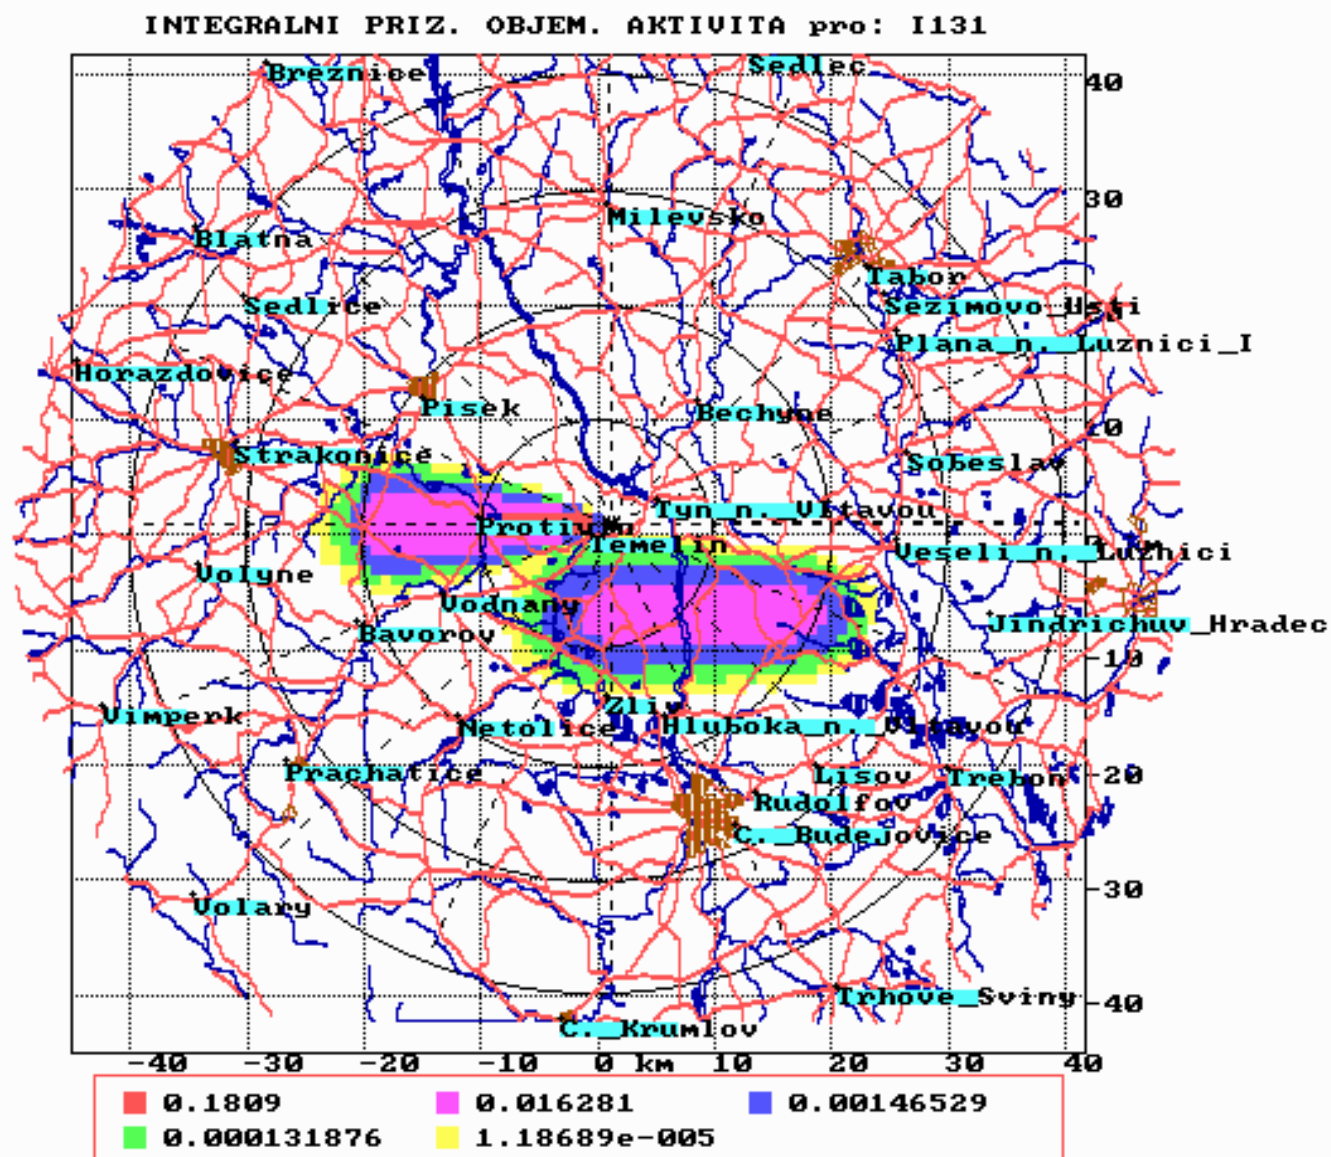 INTEGRALNI PRIZ. OBJEM. AKTIVITA pro: I131
Breznice
Sedlec
40
30
Milevsko
Blatna
Tabor
Sedlice
Sezimovo_Usti
Plana_n._Luznici_I
Horazdovice
Pisek
Bechyne
10
Strakonice
Sobeslav
Tyn_n._Vltavou
Protivin
Temelin
Veseli_n._Luznici
Volyne
Vodnany
Jindrichuv_Hradec
Bavorov
-10
Zliv
Vimperk
Netolice
Hluboka_n._Vltavou
Prachatice
Lisov
Trebon
-20
Rudolfov
C._Budejovice
-30
Volary
Trhove_Sviny
-40
C._Krumlov
-40 -30 -20 -10 0 km 10 20 30 40
0.1809 0.016281 0.00146529
0.000131876 1.18689e-005